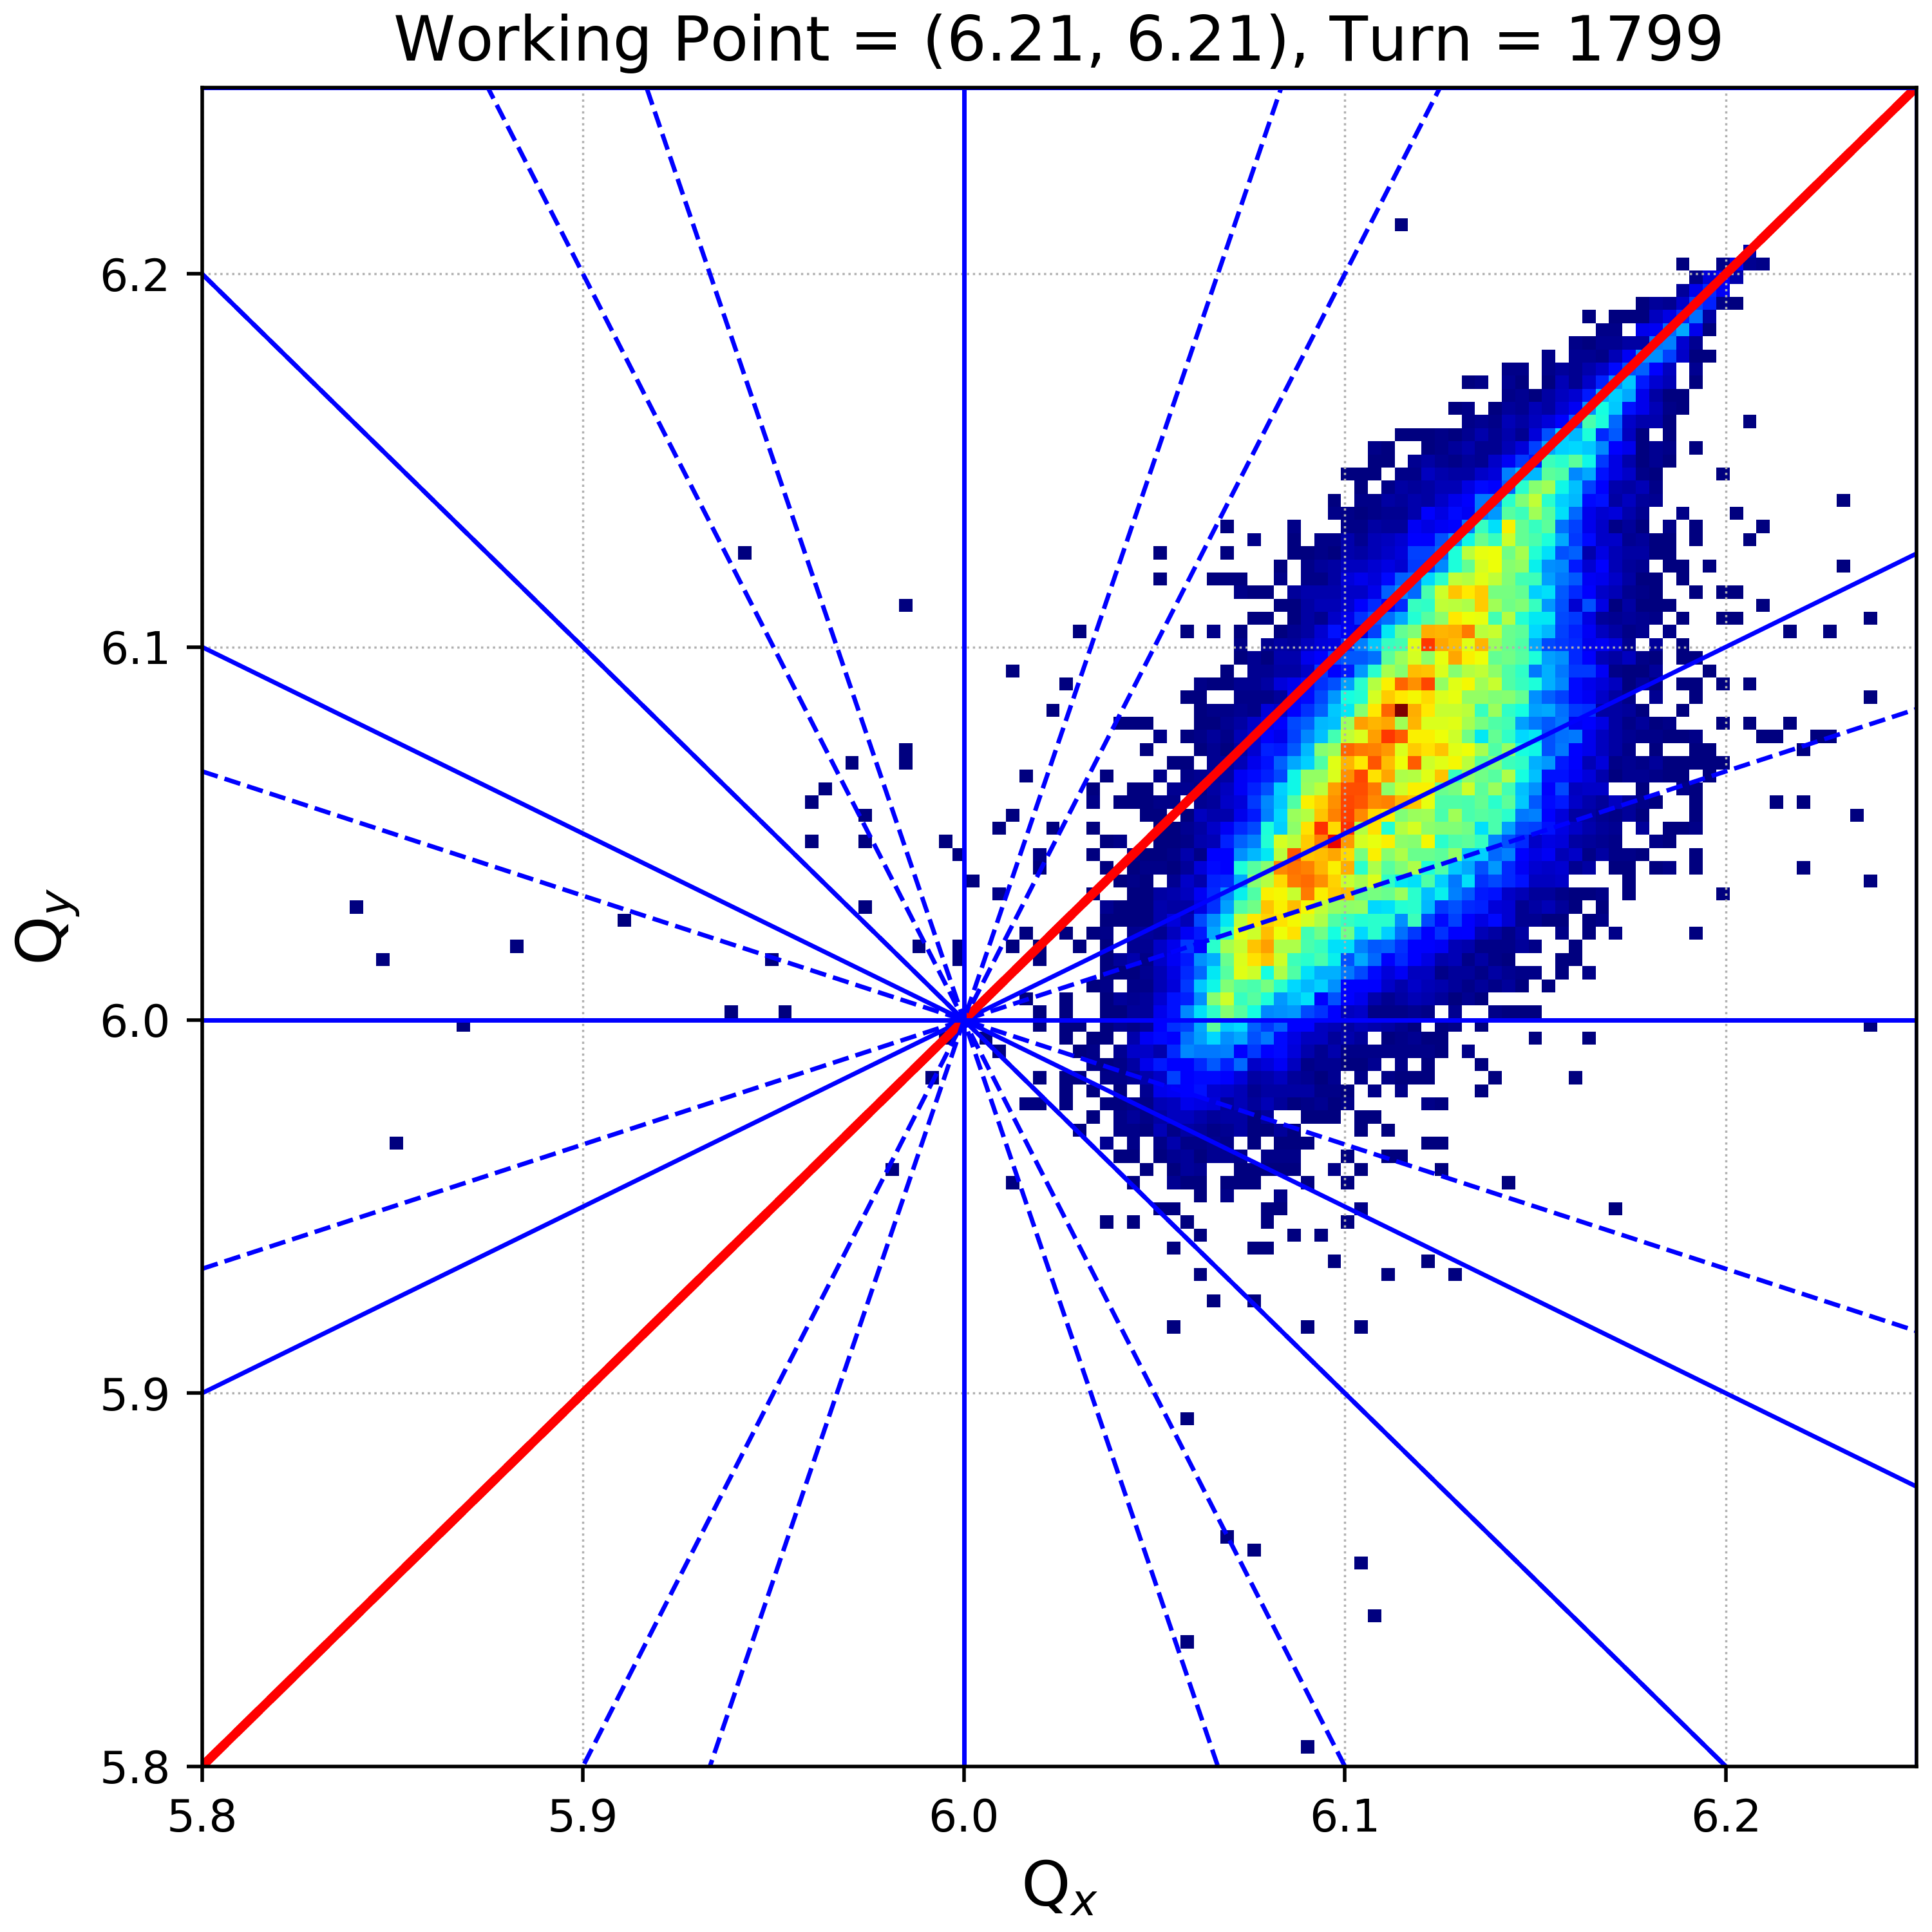 Working Point = (6.21, 6.21), Turn = 1799
6.2
6.1
6.0
5.9
5.8
Qy
5.8 5.9 6.0 6.1 6.2
Qx